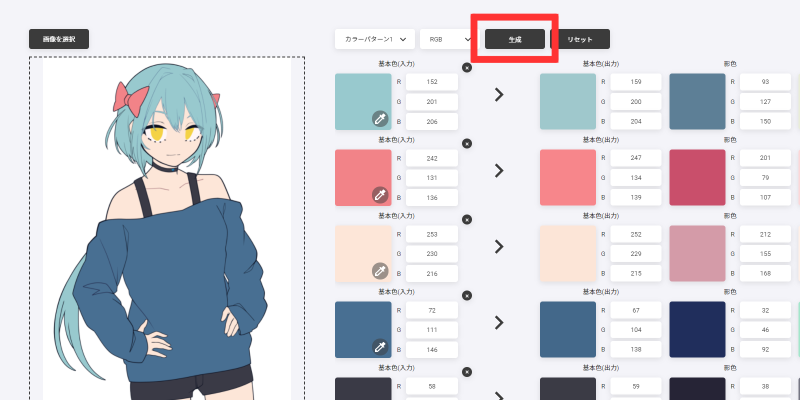 画像を選択
カラーパターン1
RGB
生成
リセット
基本色(入力)
基本色(出力)
影色
R 152 R 159 R 93
G 201 G 200 G 127
B 206 B 204 B 150
基本色(入力)
基本色(出力)
影色
R 242 R 247 R 201
G 131 G 134 G 79
B 136 B 139 B 107
基本色(入力)
基本色(出力)
影色
R 253 R 252 R 212
G 230 G 229 G 155
B 216 B 215 B 168
基本色(入力)
基本色(出力)
影色
R 72 R 67 R 32
G 111 G 104 G 46
B 146 B 138 B 92
基本色(入力)
基本色(出力)
影色
R 58 R 59 R 38